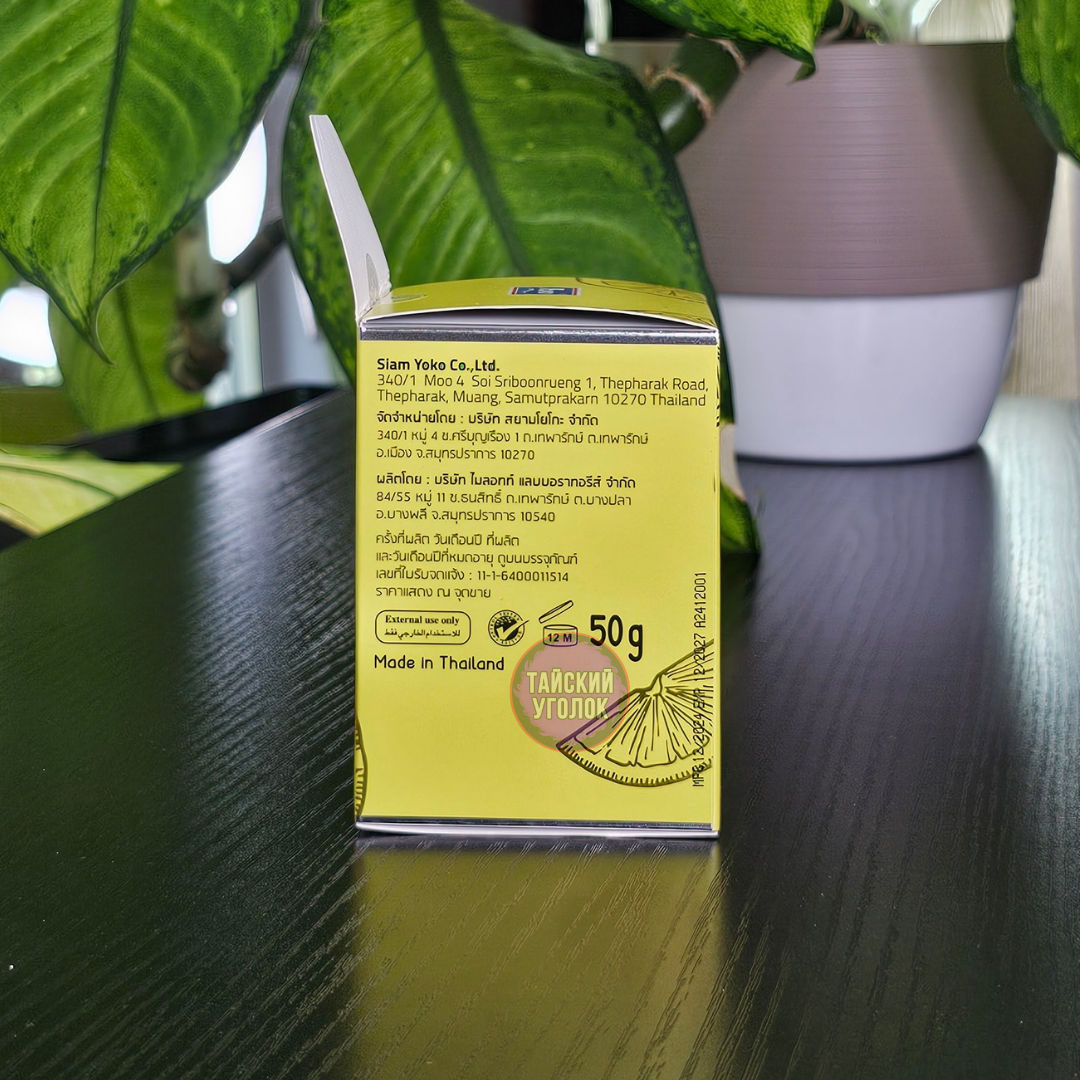 Siam Yoko Co.,Ltd.
340/1 Moo 4 Soi Sriboonrueng 1, Thepharak Road,
Thepharak, Muang, Samutprakarn 10270 Thailand
จัดจำหน่ายโดย : บริษัท สยามโยโกะ จำกัด
340/1 หมู่ 4 ซ.ศรีบุญเรือง 1 ถ.เทพารักษ์ ต.เทพารักษ์
อ.เมือง จ.สมุทรปราการ 10270
ผลิตโดย : บริษัท ไมลอทท์ แลบบอราทอรีส์ จำกัด
84/55 หมู่ 11 ซ.ธนสิทธิ์ ถ.เทพารักษ์ ต.บางปลา
อ.บางพลี จ.สมุทรปราการ 10540
ครั้งที่ผลิต วันเดือนปี ที่ผลิต
และวันเดือนปีที่หมดอายุ ดูบนบรรจุภัณฑ์
เลขที่ใบรับจดแจ้ง : 11-1-6400011514
ราคาแสดง ณ จุดขาย
External use only
للاستخدام الخارجي فقط
12 M
50g
Made in Thailand
ТАЙСКИЙ
УГОЛОК
12 2024 12 2027 A2412001